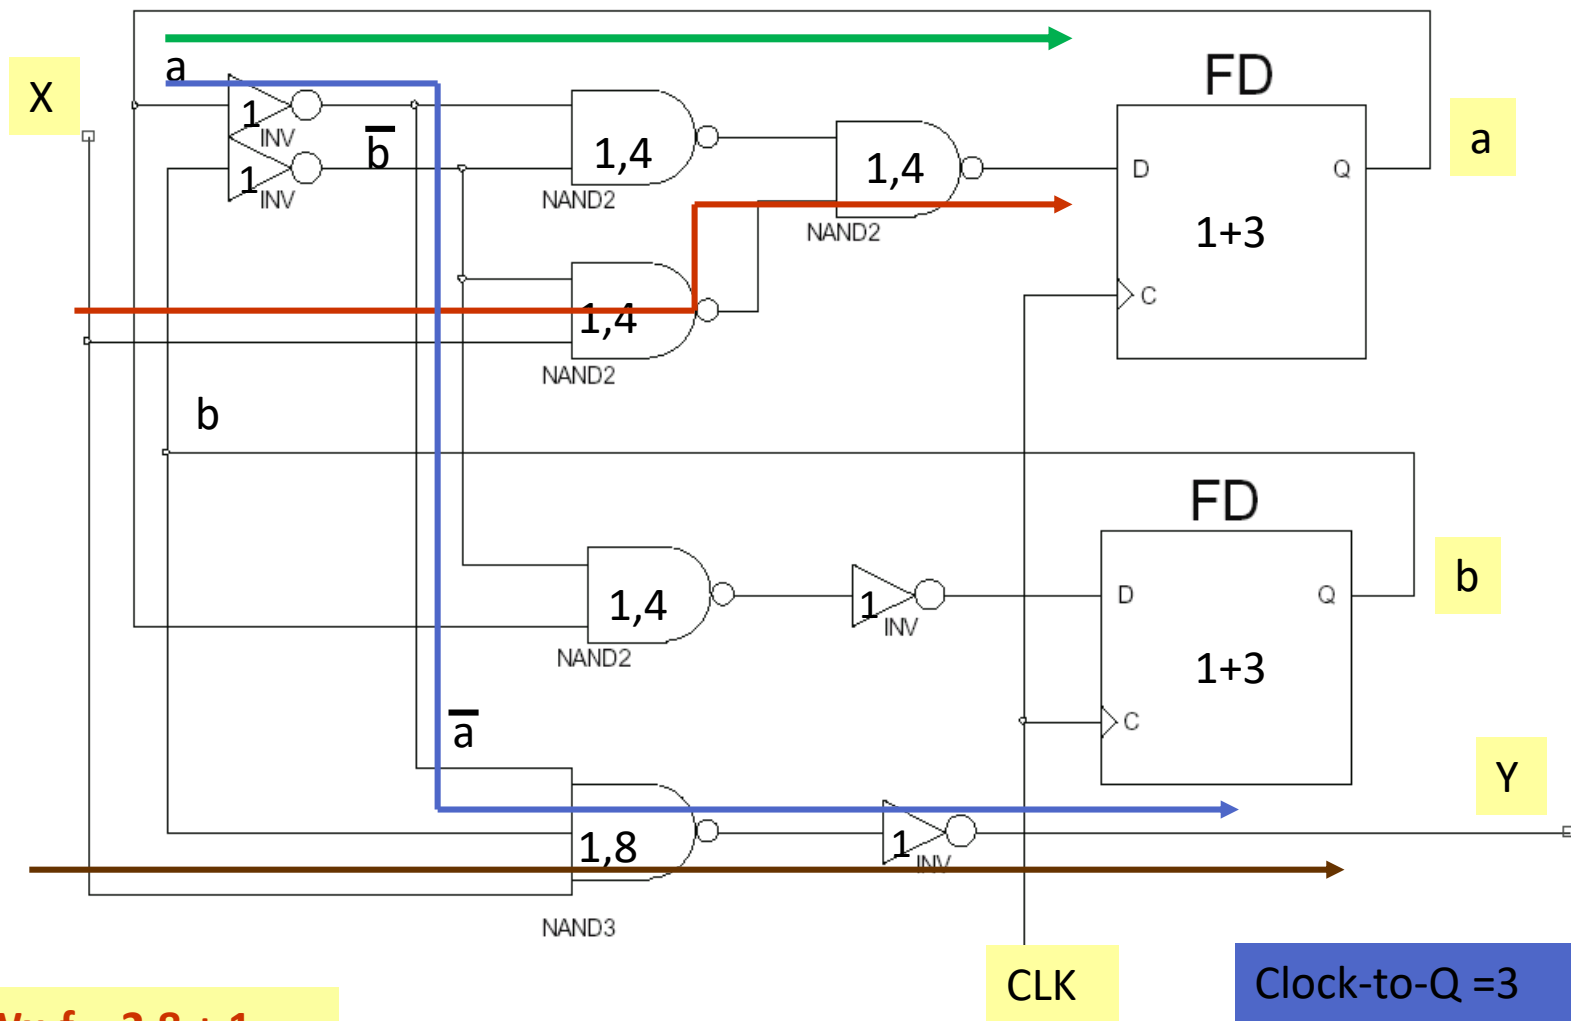 X
a
1
INV
b
1
INV
1,4
NAND2
1,4
NAND2
FD
D
Q
1+3
C
a
1,4
NAND2
b
FD
D
Q
1+3
C
b
1,4
NAND2
1
INV
a
1,8
NAND3
1
INV
Y
CLK
Clock-to-Q =3